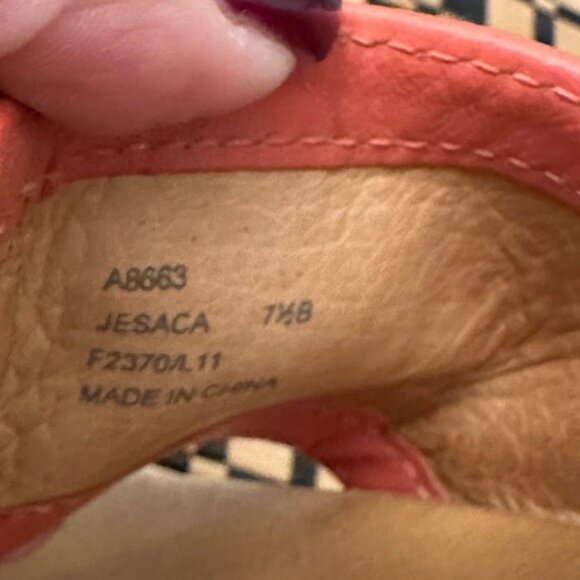 A8663
JESACA 7½B
F2370/L11
MADE IN CHINA